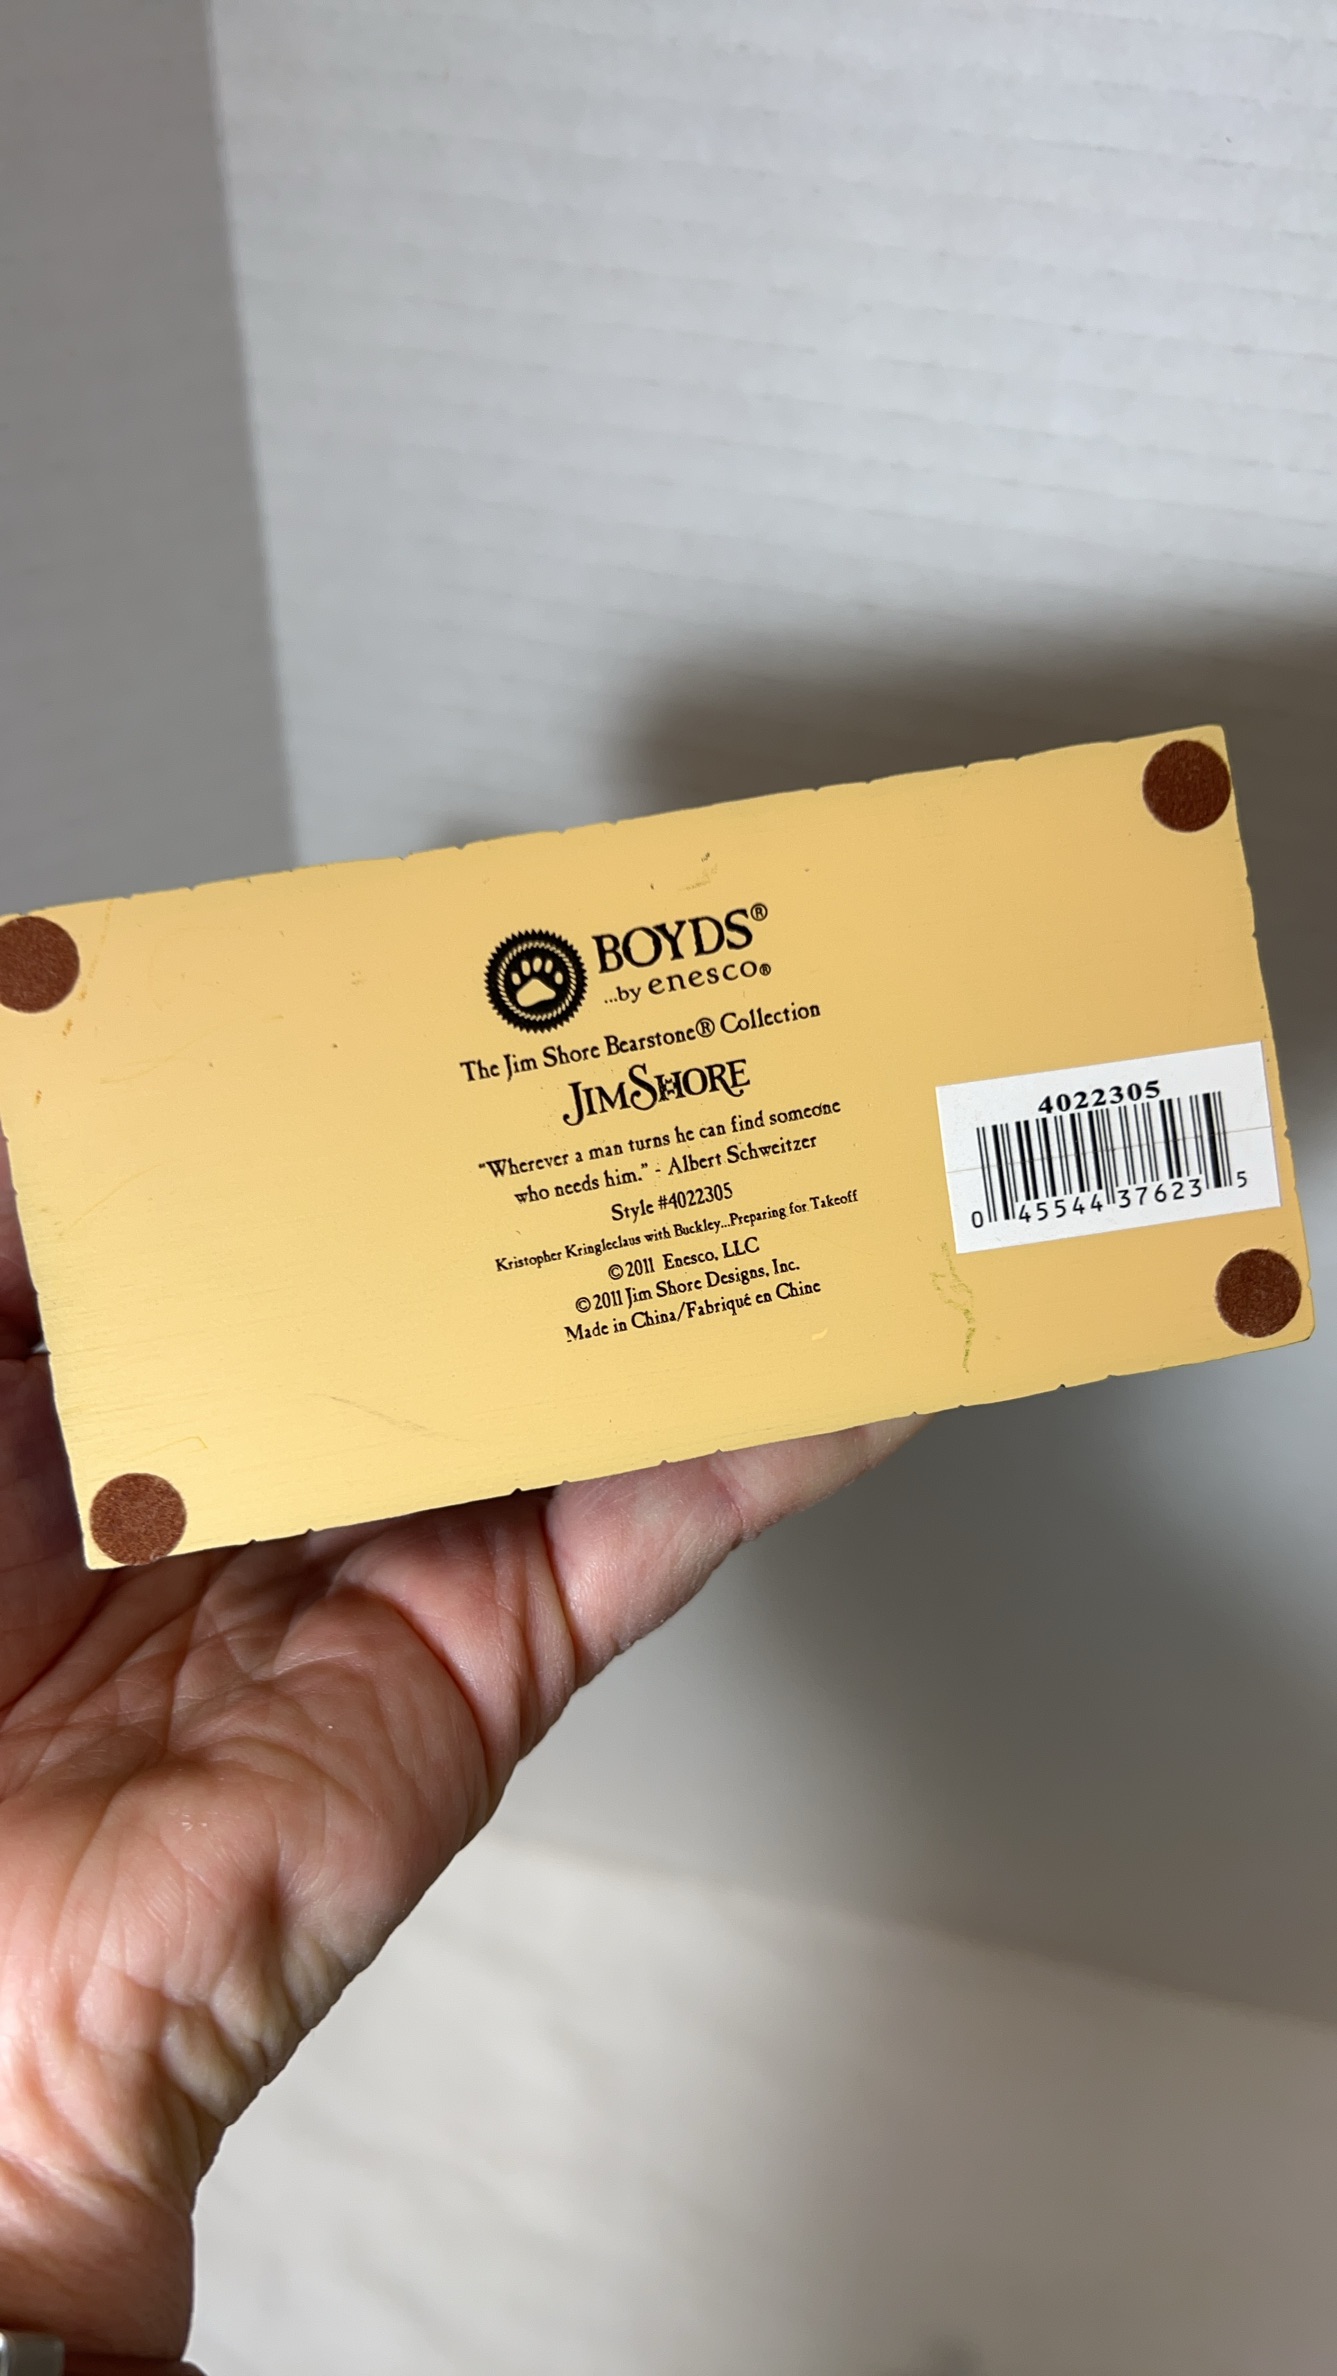 BOYDS®
...by enesco®
The Jim Shore Bearstone® Collection
JIM SHORE
"Wherever a man turns he can find someone
who needs him." - Albert Schweitzer
Style #4022305
Kristopher Kringleclaus with Buckley...Preparing for Takeoff
©2011 Enesco, LLC
©2011 Jim Shore Designs, Inc.
Made in China/Fabriqué en Chine
4022305
0 45544 37623 5